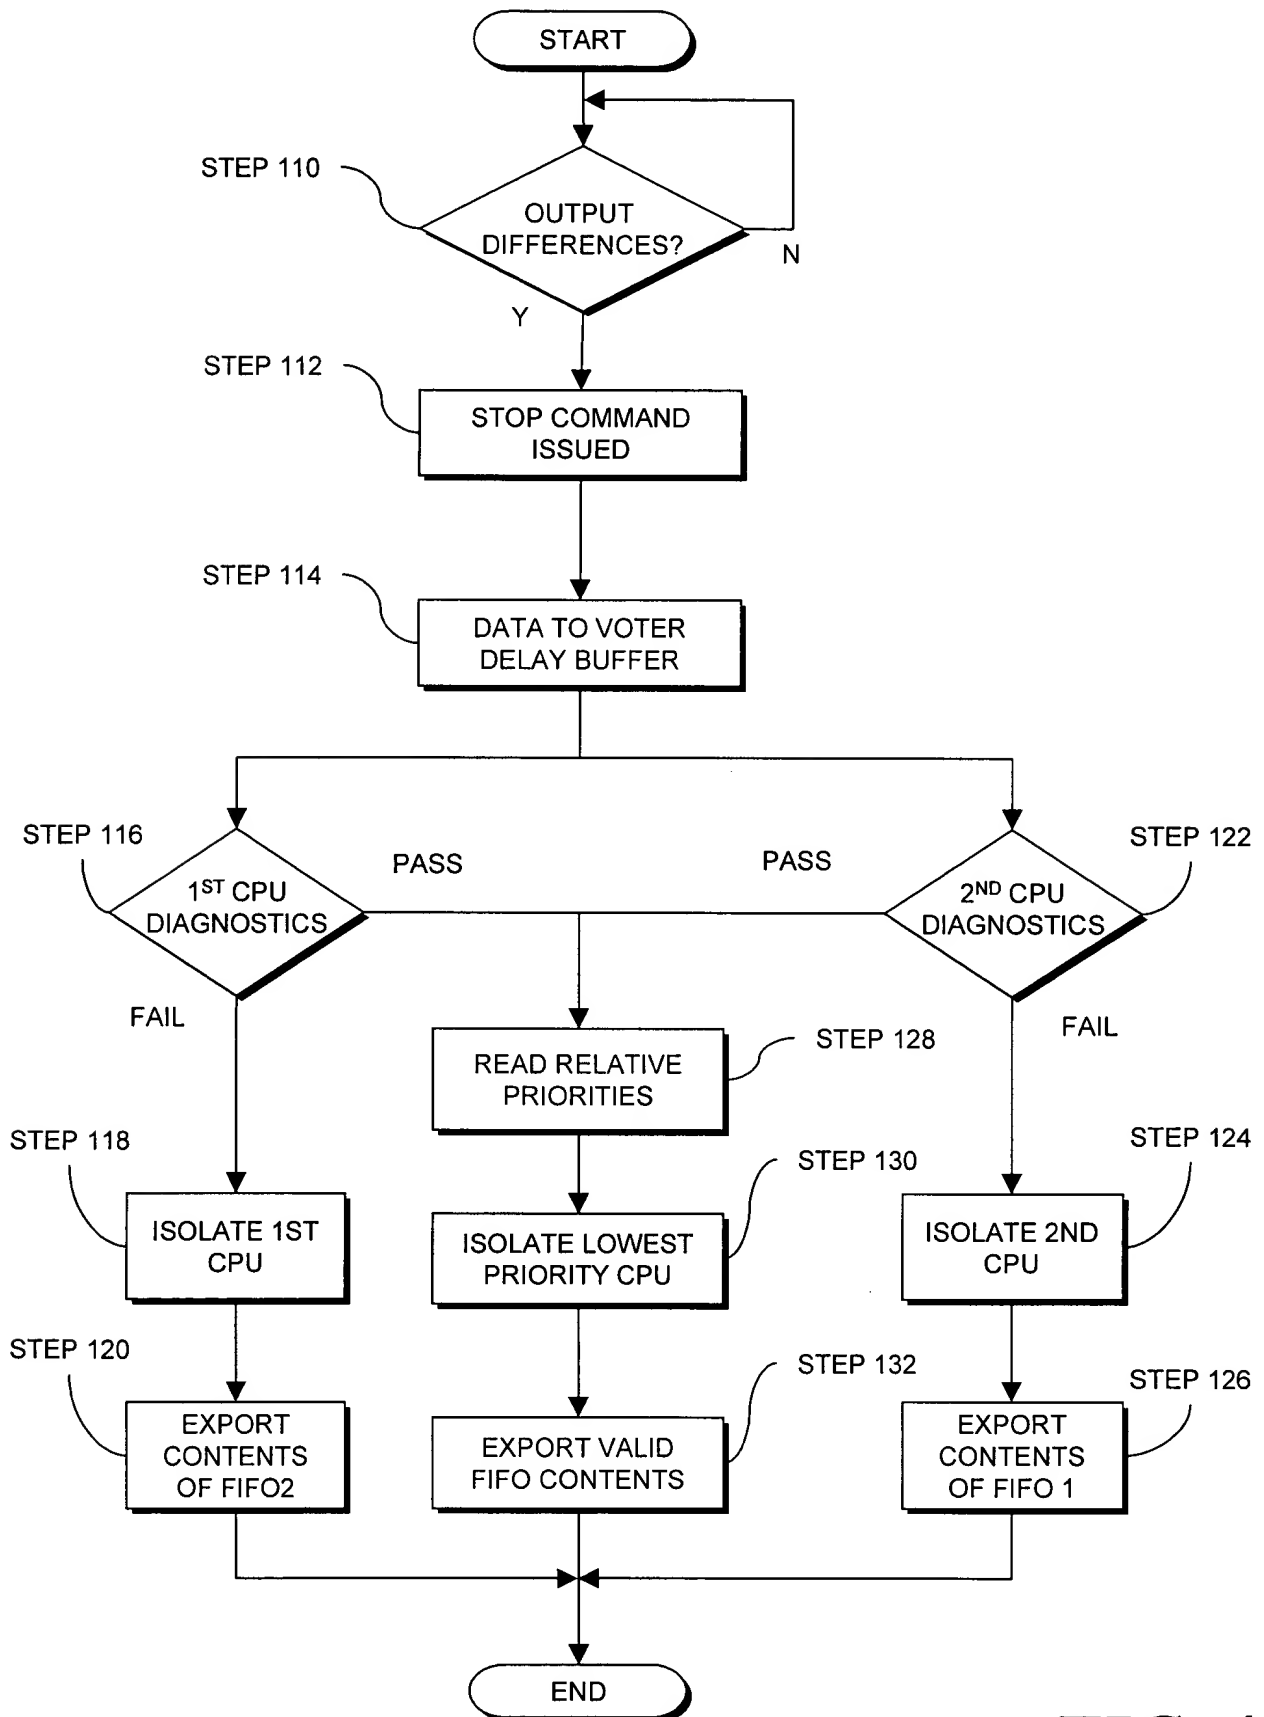 START
STEP 110
OUTPUT
DIFFERENCES?
N
Y
STEP 112
STOP COMMAND
ISSUED
STEP 114
DATA TO VOTER
DELAY BUFFER
STEP 116
PASS
PASS
STEP 122
1ST CPU
DIAGNOSTICS
2ND CPU
DIAGNOSTICS
FAIL
FAIL
READ RELATIVE
PRIORITIES
STEP 128
STEP 118
STEP 130
STEP 124
ISOLATE 1ST
CPU
ISOLATE LOWEST
PRIORITY CPU
ISOLATE 2ND
CPU
STEP 120
STEP 132
STEP 126
EXPORT
CONTENTS
OF FIFO2
EXPORT VALID
FIFO CONTENTS
EXPORT
CONTENTS
OF FIFO 1
END